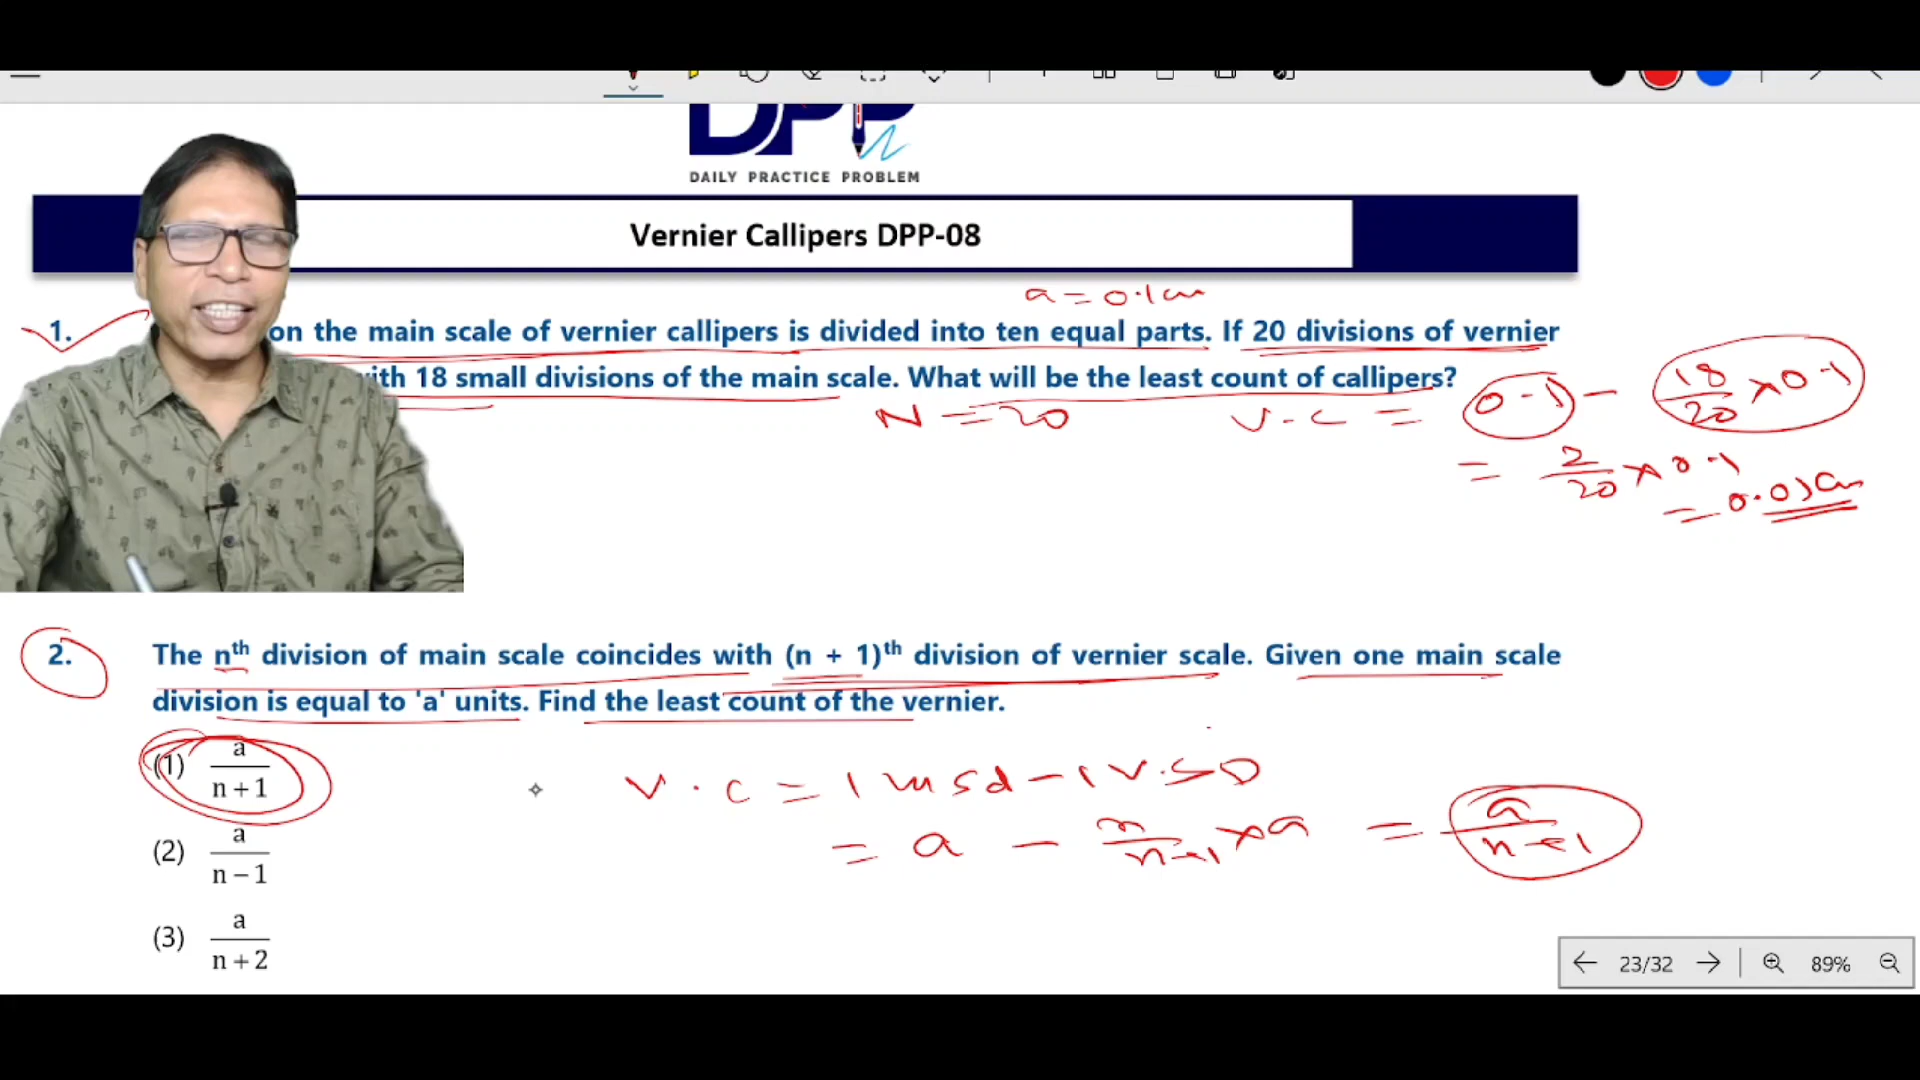 DPP
DAILY PRACTICE PROBLEM
Vernier Callipers DPP-08
a = 0.1 cm
1. on the main scale of vernier callipers is divided into ten equal parts. If 20 divisions of vernier
ith 18 small divisions of the main scale. What will be the least count of callipers?
N = 20 V.C = 0.1 - 18/20 × 0.1
= 2/20 × 0.1
= 0.01 cm
2. The nth division of main scale coincides with (n + 1)th division of vernier scale. Given one main scale
division is equal to 'a' units. Find the least count of the vernier.
(1) a/(n + 1)
V.C = 1 msd - 1 V.SD
= a - n/(n+1) × a = a/(n+1)
(2) a/(n − 1)
(3) a/(n + 2)
23/32 89%